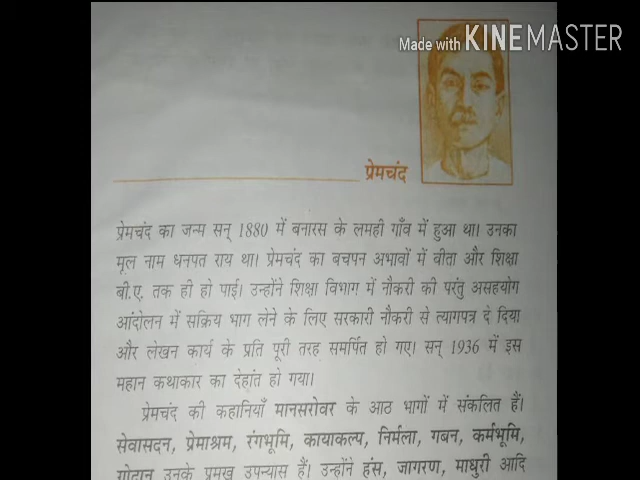 Made with KINEMASTER
प्रेमचंद
प्रेमचंद का जन्म सन् 1880 में बनारस के लमही गाँव में हुआ था। उनका
मूल नाम धनपत राय था। प्रेमचंद का बचपन अभावों में बीता और शिक्षा
बी.ए. तक ही हो पाई। उन्होंने शिक्षा विभाग में नौकरी की परंतु असहयोग
आंदोलन में सक्रिय भाग लेने के लिए सरकारी नौकरी से त्यागपत्र दे दिया
और लेखन कार्य के प्रति पूरी तरह समर्पित हो गए। सन् 1936 में इस
महान कथाकार का देहांत हो गया।
प्रेमचंद की कहानियाँ मानसरोवर के आठ भागों में संकलित हैं।
सेवासदन, प्रेमाश्रम, रंगभूमि, कायाकल्प, निर्मला, गबन, कर्मभूमि,
गोदान उनके प्रमुख उपन्यास हैं। उन्होंने हंस, जागरण, माधुरी आदि